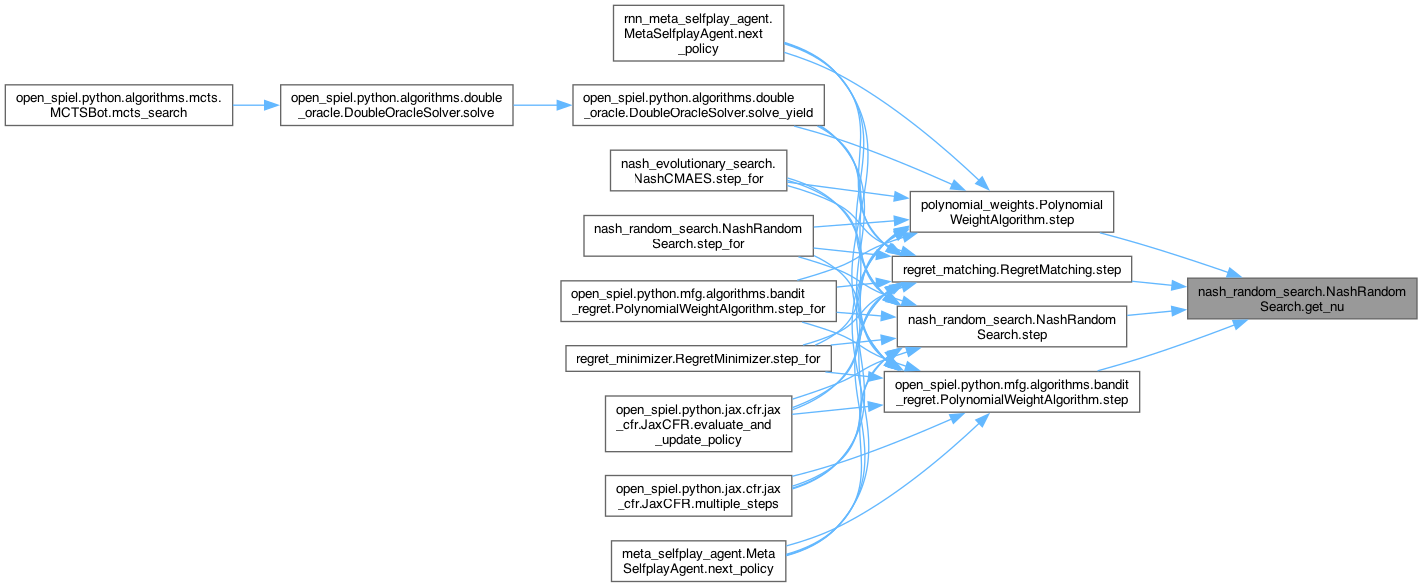 rnn_meta_selfplay_agent.
MetaSelfplayAgent.next
_policy
open_spiel.python.algorithms.mcts.
MCTSBot.mcts_search
open_spiel.python.algorithms.double
_oracle.DoubleOracleSolver.solve
open_spiel.python.algorithms.double
_oracle.DoubleOracleSolver.solve_yield
nash_evolutionary_search.
NashCMAES.step_for
nash_random_search.NashRandom
Search.step_for
open_spiel.python.mfg.algorithms.bandit
_regret.PolynomialWeightAlgorithm.step_for
regret_minimizer.RegretMinimizer.step_for
open_spiel.python.jax.cfr.jax
_cfr.JaxCFR.evaluate_and
_update_policy
open_spiel.python.jax.cfr.jax
_cfr.JaxCFR.multiple_steps
meta_selfplay_agent.Meta
SelfplayAgent.next_policy
polynomial_weights.Polynomial
WeightAlgorithm.step
regret_matching.RegretMatching.step
nash_random_search.NashRandom
Search.step
open_spiel.python.mfg.algorithms.bandit
_regret.PolynomialWeightAlgorithm.step
nash_random_search.NashRandom
Search.get_nu